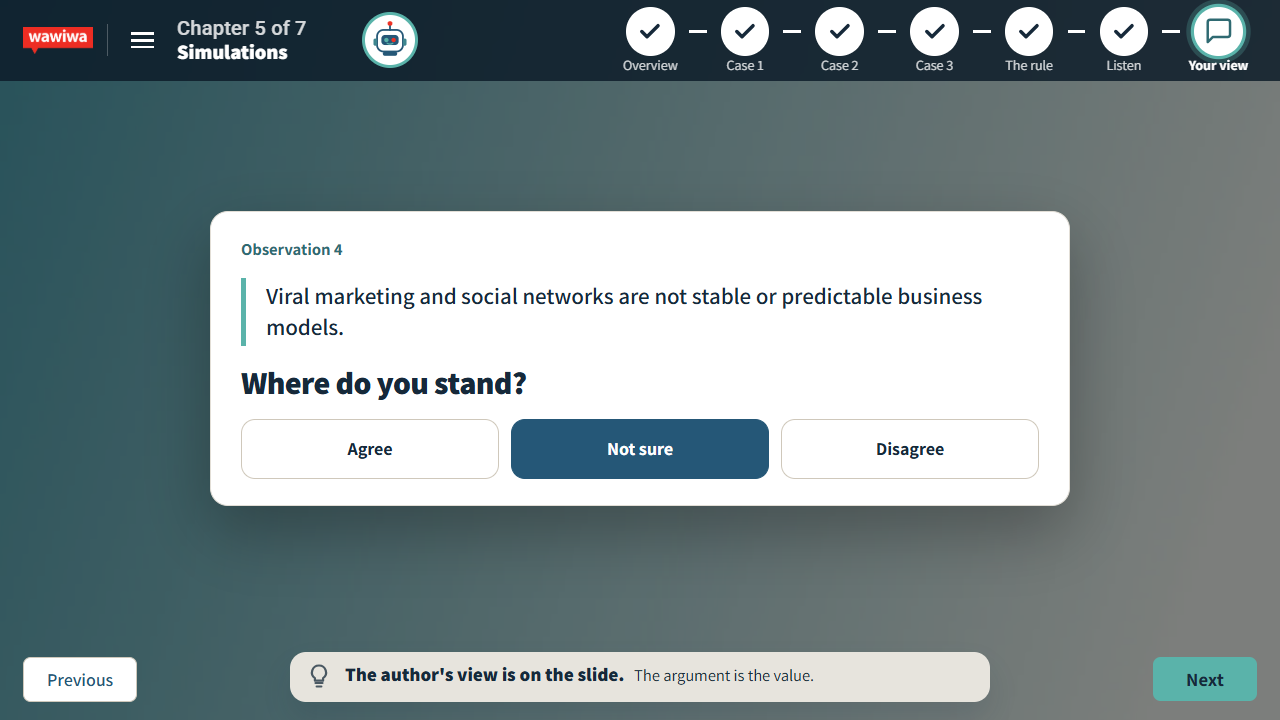 wawiwa
Chapter 5 of 7
Simulations
Overview
Case 1
Case 2
Case 3
The rule
Listen
Your view
Observation 4
Viral marketing and social networks are not stable or predictable business
models.
Where do you stand?
Agree
Not sure
Disagree
Previous
The author's view is on the slide. The argument is the value.
Next